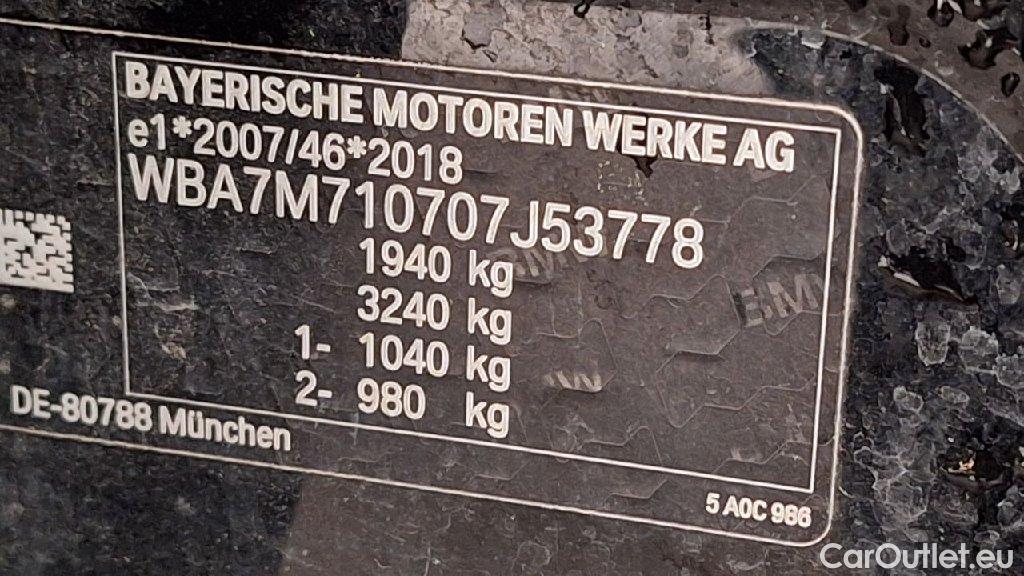 BAYERISCHE MOTOREN WERKE AG
e1*2007/46*2018
WBA7M710707J53778
1940 kg
3240 kg
1- 1040 kg
2- 980 kg
DE-80788 München
5 A0C 986
CarOutlet.eu